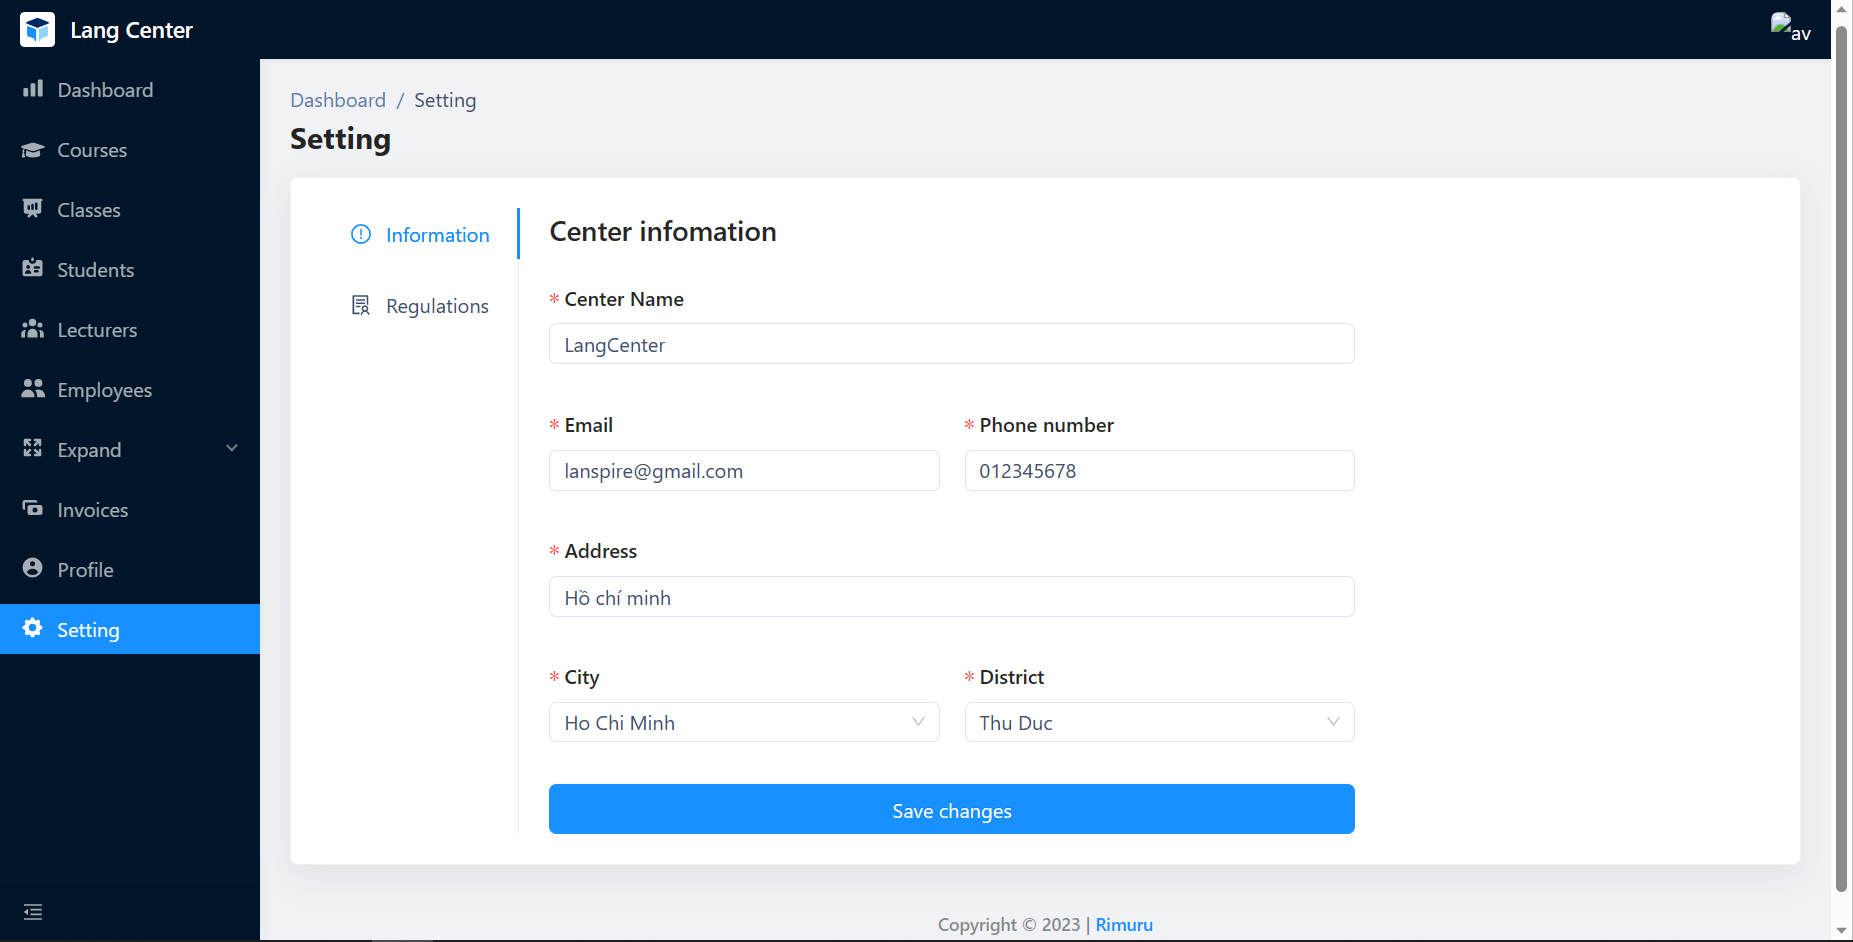 Lang Center
av
Dashboard
Courses
Classes
Students
Lecturers
Employees
Expand
Invoices
Profile
Setting
Dashboard / Setting
Setting
Information
Regulations
Center infomation
* Center Name
LangCenter
* Email
* Phone number
lanspire@gmail.com
012345678
* Address
Hồ chí minh
* City
* District
Ho Chi Minh
Thu Duc
Save changes
Copyright © 2023 | Rimuru